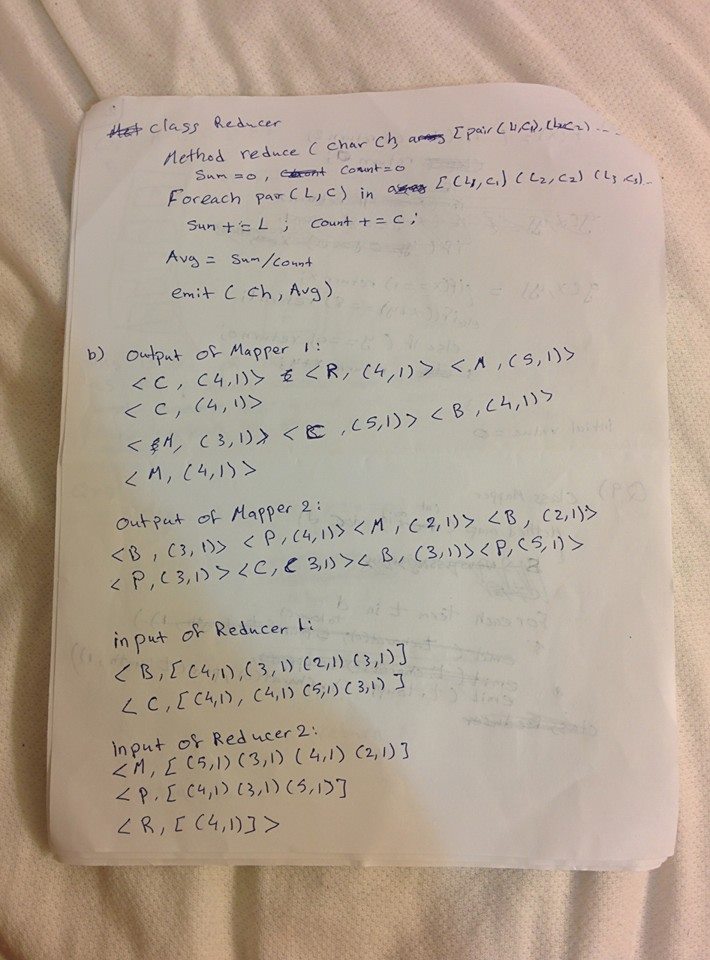 class Reducer
Method reduce ( char Ch, [pair (L1,C1), (L2C2) ...
Sum = 0, Count = 0
Foreach par (L, C) in [ (L1, C1) (L2, C2) (L3 C3)..
Sum + = L ; Count + = C ;
Avg = Sum/Count
emit ( Ch, Avg)
b) Output of Mapper 1:
< C , (4,1)> < R, (4,1)> < M , (5,1)>
< C , (4,1)>
< M, (3,1)> < C , (5,1)> < B , (4,1)>
< M, (4,1)>
Output of Mapper 2:
< B , (3,1)> < P, (4,1)> < M , (2,1)> < B , (2,1)>
< P, (3,1)> < C, ( 3,1)> < B , (3,1)> < P, (5,1)>
input of Reducer 1:
< B, [ (4,1), (3,1) (2,1) (3,1)]
< C, [ (4,1), (4,1) (5,1) (3,1) ]
Input of Reducer 2:
< M, [ (5,1) (3,1) (4,1) (2,1) ]
< P, [ (4,1) (3,1) (5,1)]
< R, [ (4,1)] >